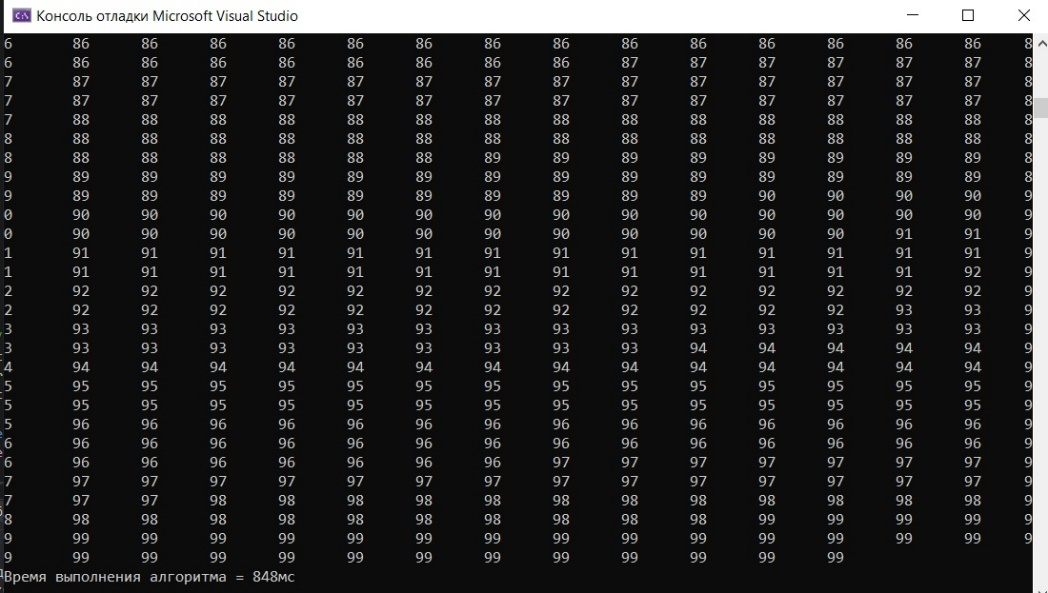 Консоль отладки Microsoft Visual Studio
6 86 86 86 86 86 86 86 86 86 86 86 86 86 86 8
6 86 86 86 86 86 86 86 86 87 87 87 87 87 87 8
7 87 87 87 87 87 87 87 87 87 87 87 87 87 87 8
7 87 87 87 87 87 87 87 87 87 87 87 87 87 87 8
7 88 88 88 88 88 88 88 88 88 88 88 88 88 88 8
8 88 88 88 88 88 88 88 88 88 88 88 88 88 88 8
8 88 88 88 88 88 88 89 89 89 89 89 89 89 89 8
9 89 89 89 89 89 89 89 89 89 89 89 89 89 89 8
9 89 89 89 89 89 89 89 89 89 89 90 90 90 90 9
0 90 90 90 90 90 90 90 90 90 90 90 90 90 90 9
0 90 90 90 90 90 90 90 90 90 90 90 90 91 91 9
1 91 91 91 91 91 91 91 91 91 91 91 91 91 91 9
1 91 91 91 91 91 91 91 91 91 91 91 91 91 92 9
2 92 92 92 92 92 92 92 92 92 92 92 92 92 92 9
2 92 92 92 92 92 92 92 92 92 92 92 92 93 93 9
3 93 93 93 93 93 93 93 93 93 93 93 93 93 93 9
3 93 93 93 93 93 93 93 93 93 94 94 94 94 94 9
4 94 94 94 94 94 94 94 94 94 94 94 94 94 94 9
5 95 95 95 95 95 95 95 95 95 95 95 95 95 95 9
5 95 95 95 95 95 95 95 95 95 95 95 95 95 95 9
5 96 96 96 96 96 96 96 96 96 96 96 96 96 96 9
6 96 96 96 96 96 96 96 96 96 96 96 96 96 96 9
6 96 96 96 96 96 96 96 97 97 97 97 97 97 97 9
7 97 97 97 97 97 97 97 97 97 97 97 97 97 97 9
7 97 97 98 98 98 98 98 98 98 98 98 98 98 98 9
8 98 98 98 98 98 98 98 98 98 98 99 99 99 99 9
9 99 99 99 99 99 99 99 99 99 99 99 99 99 99 9
9 99 99 99 99 99 99 99 99 99 99 99 99
Время выполнения алгоритма = 848мс